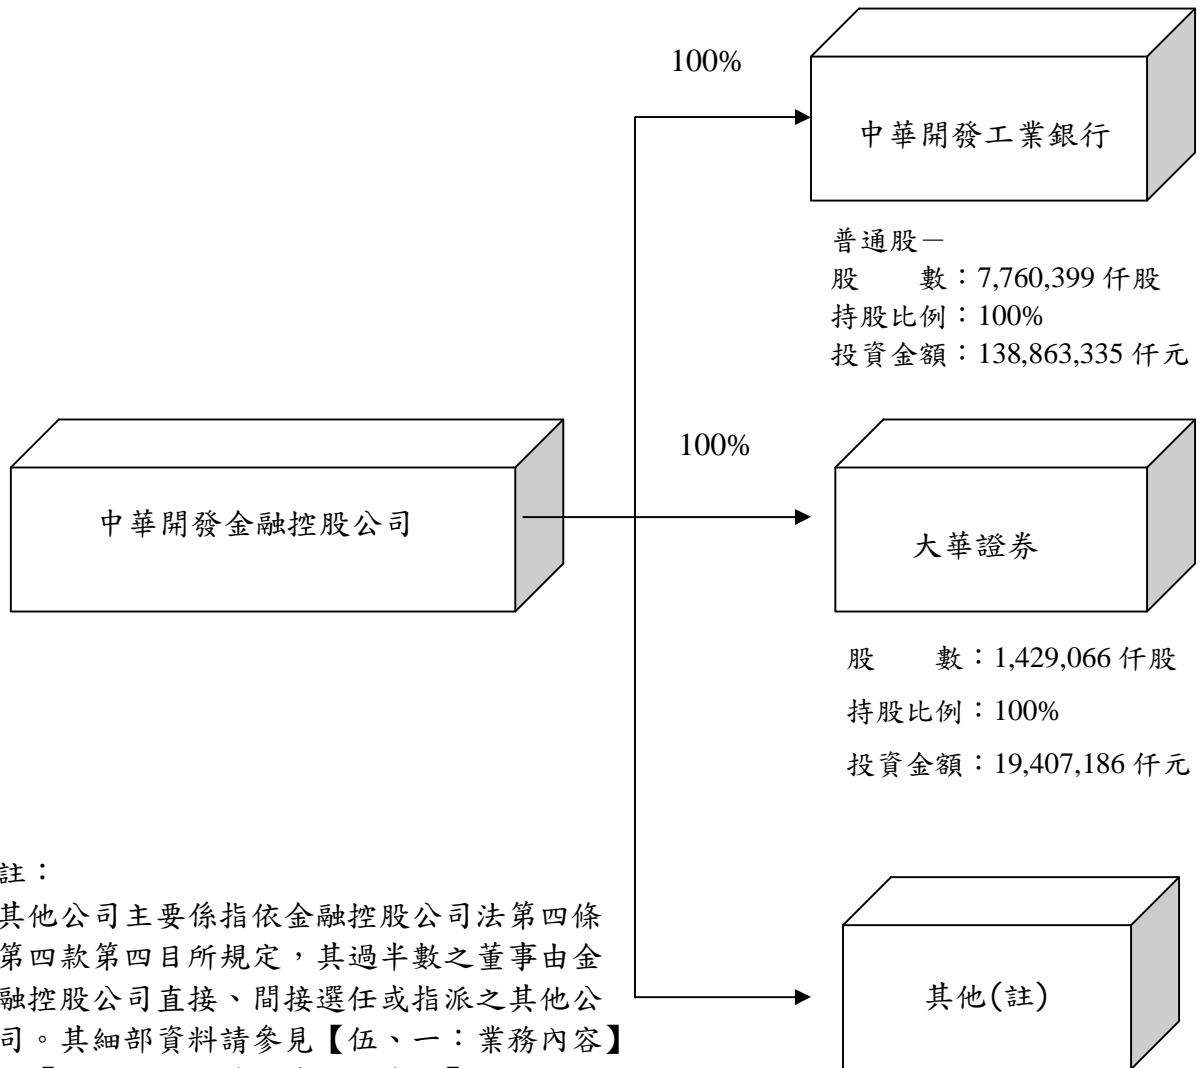 100%
中華開發工業銀行
普通股－
股　　數：7,760,399 仟股
持股比例：100%
投資金額：138,863,335 仟元
中華開發金融控股公司
100%
大華證券
股　　數：1,429,066 仟股
持股比例：100%
投資金額：19,407,186 仟元
註：
其他公司主要係指依金融控股公司法第四條
第四款第四目所規定，其過半數之董事由金
融控股公司直接、間接選任或指派之其他公
司。其細部資料請參見【伍、一：業務內容】
其他(註)